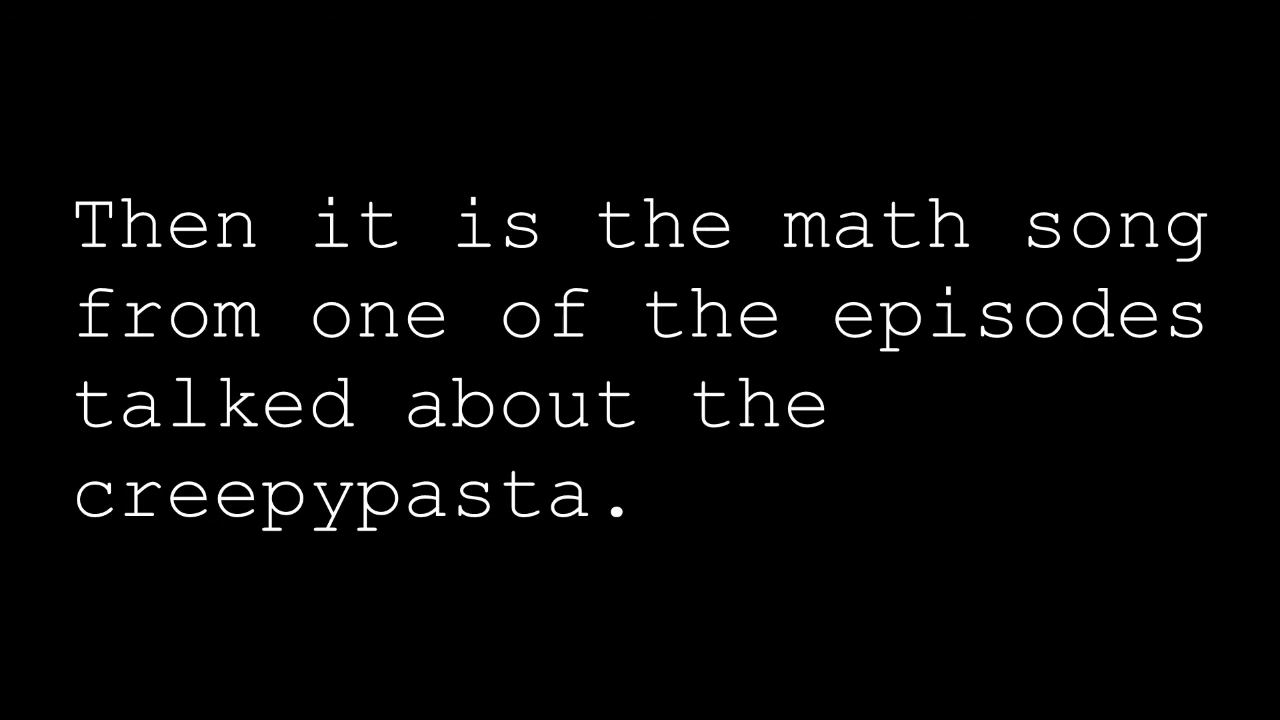 Then it is the math song
from one of the episodes
talked about the
creepypasta.